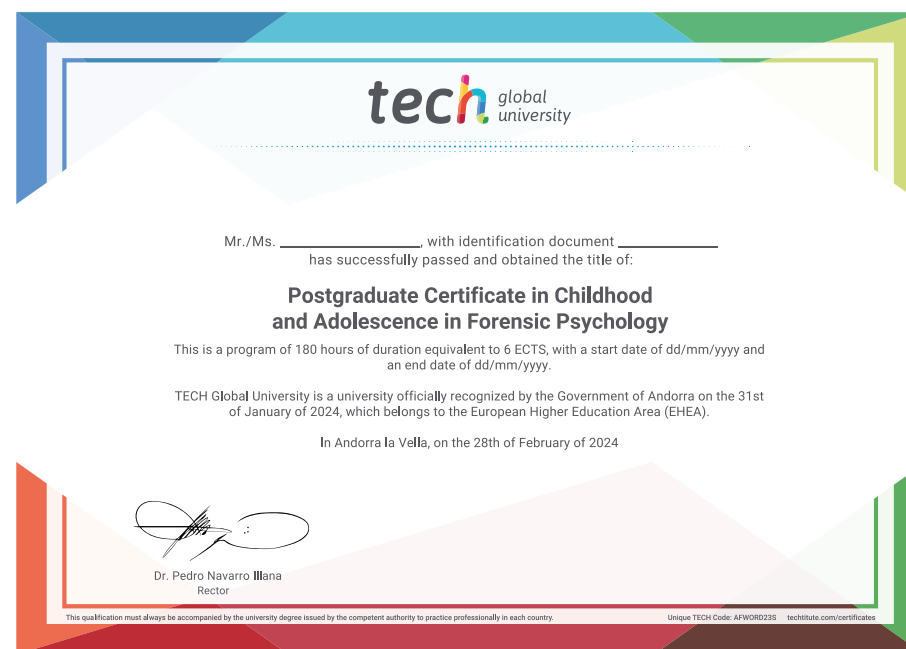 tech global
university
Mr./Ms. ____________, with identification document ____________
has successfully passed and obtained the title of:
Postgraduate Certificate in Childhood
and Adolescence in Forensic Psychology
This is a program of 180 hours of duration equivalent to 6 ECTS, with a start date of dd/mm/yyyy and
an end date of dd/mm/yyyy.
TECH Global University is a university officially recognized by the Government of Andorra on the 31st
of January of 2024, which belongs to the European Higher Education Area (EHEA).
In Andorra la Vella, on the 28th of February of 2024
Dr. Pedro Navarro Illana
Rector
This qualification must always be accompanied by the university degree issued by the competent authority to practice professionally in each country.
Unique TECH Code: AFWORD23S techtitute.com/certificates